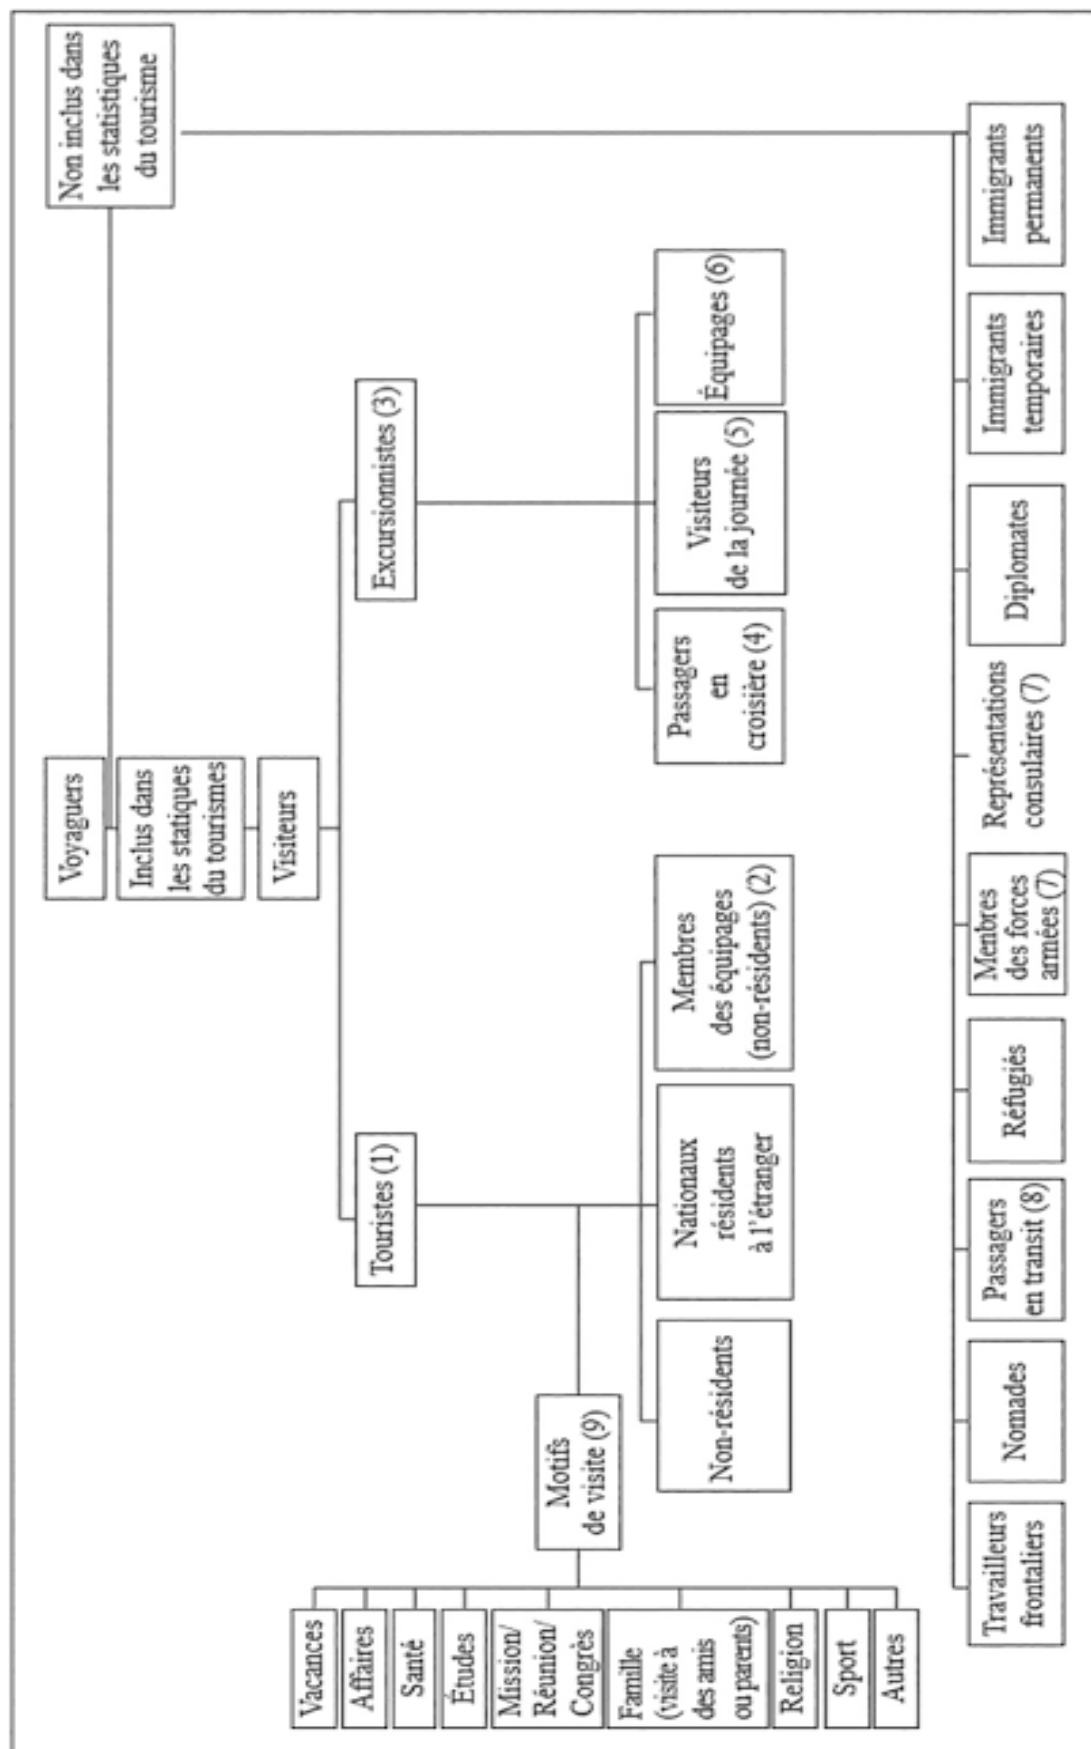 Voyaguers
Non inclus dans
les statistiques
du tourisme
Inclus dans
les statiques
du tourismes
Visiteurs
Touristes (1)
Excursionnistes (3)
Motifs
de visite (9)
Vacances
Affaires
Santé
Études
Mission/
Réunion/
Congrès
Famille
(visite à
des amis
ou parents)
Religion
Sport
Autres
Non-résidents
Nationaux
résidents
à l'étranger
Membres
des équipages
(non-résidents) (2)
Passagers
en
croisière (4)
Visiteurs
de la journée (5)
Équipages (6)
Travailleurs
frontaliers
Nomades
Passagers
en transit (8)
Réfugiés
Menbres
des forces
armées (7)
Représentations
consulaires (7)
Diplomates
Immigrants
temporaires
Immigrants
permanents